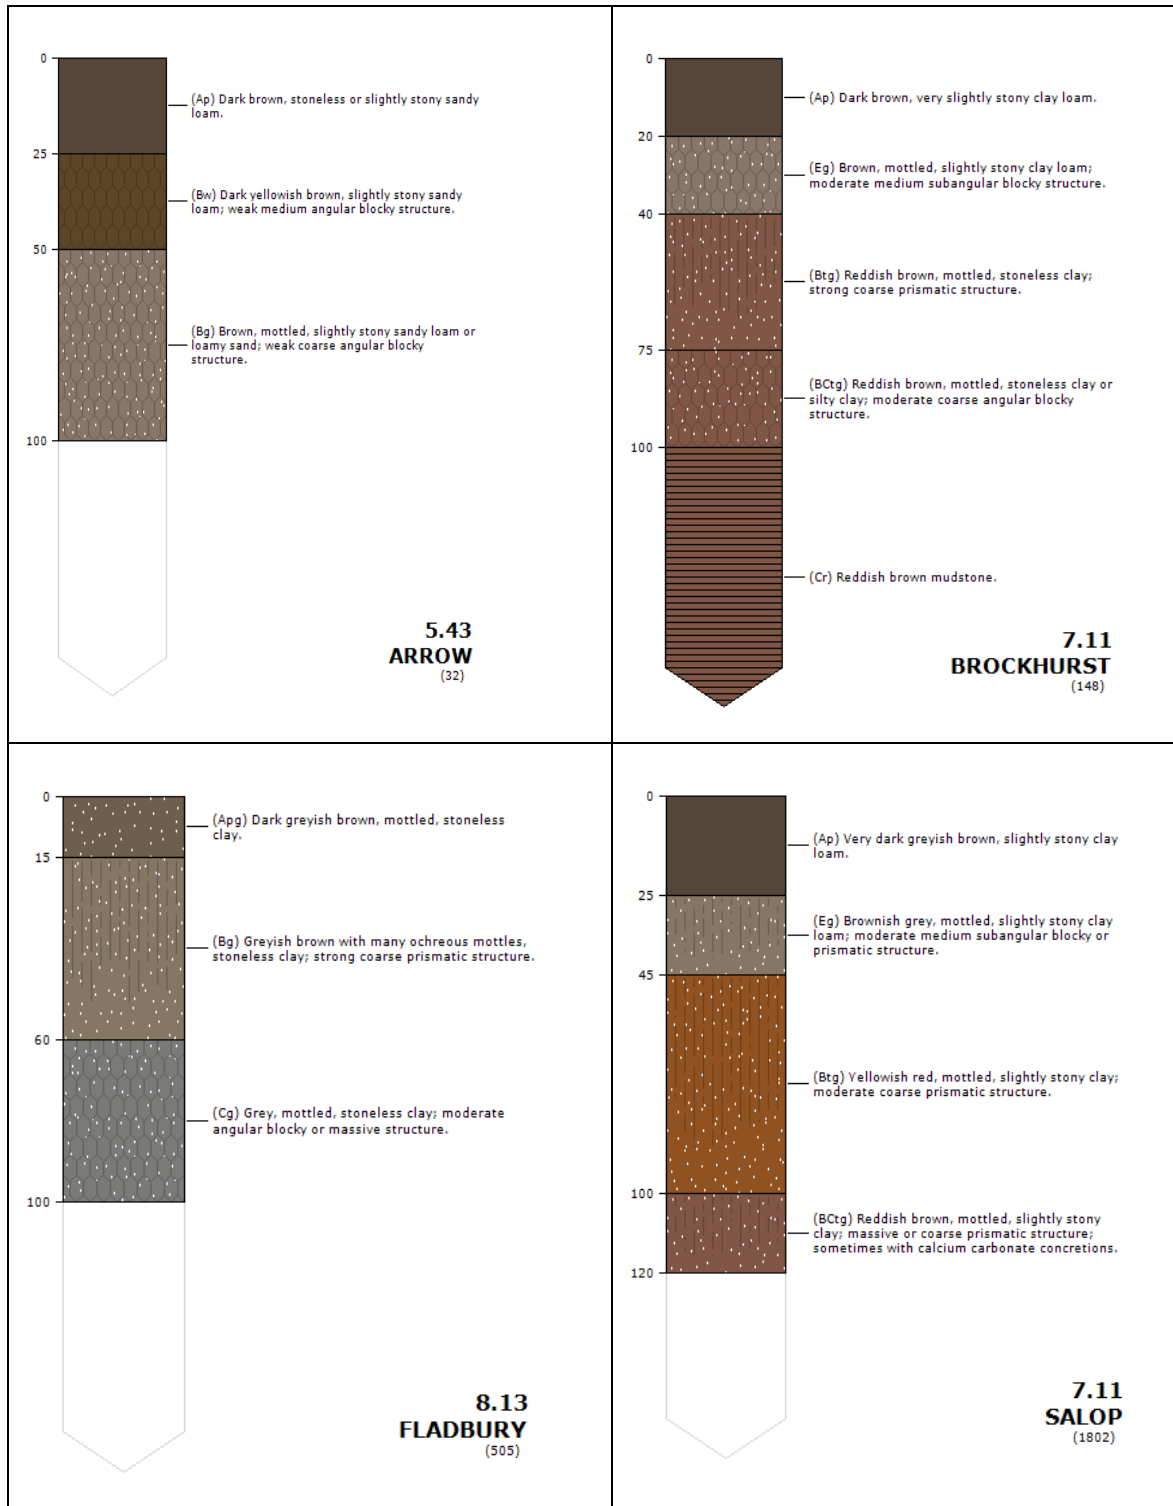 0
(Ap) Dark brown, stoneless or slightly stony sandy
loam.
25
(Bw) Dark yellowish brown, slightly stony sandy
loam; weak medium angular blocky structure.
50
(Bg) Brown, mottled, slightly stony sandy loam or
loamy sand; weak coarse angular blocky
structure.
100
5.43
ARROW
(32)
0
(Ap) Dark brown, very slightly stony clay loam.
20
(Eg) Brown, mottled, slightly stony clay loam;
moderate medium subangular blocky structure.
40
(Btg) Reddish brown, mottled, stoneless clay;
strong coarse prismatic structure.
75
(BCtg) Reddish brown, mottled, stoneless clay or
silty clay; moderate coarse angular blocky
structure.
100
(Cr) Reddish brown mudstone.
7.11
BROCKHURST
(148)
0
(Apg) Dark greyish brown, mottled, stoneless
clay.
15
(Bg) Greyish brown with many ochreous mottles,
stoneless clay; strong coarse prismatic structure.
60
(Cg) Grey, mottled, stoneless clay; moderate
angular blocky or massive structure.
100
8.13
FLADBURY
(505)
0
(Ap) Very dark greyish brown, slightly stony clay
loam.
25
(Eg) Brownish grey, mottled, slightly stony clay
loam; moderate medium subangular blocky or
prismatic structure.
45
(Btg) Yellowish red, mottled, slightly stony clay;
moderate coarse prismatic structure.
100
(BCtg) Reddish brown, mottled, slightly stony
clay; massive or coarse prismatic structure;
sometimes with calcium carbonate concretions.
120
7.11
SALOP
(1802)